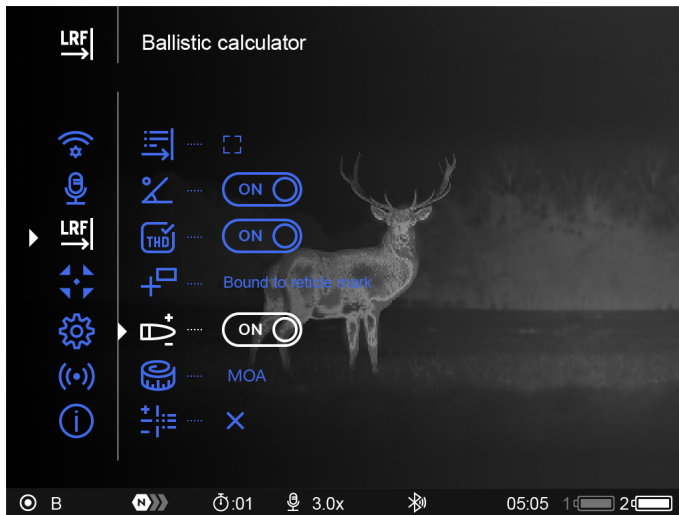 LRF Ballistic calculator
ON
LRF
THD ON
Bound to reticle mark
ON
MOA
B N :01 3.0x 05:05 1 2